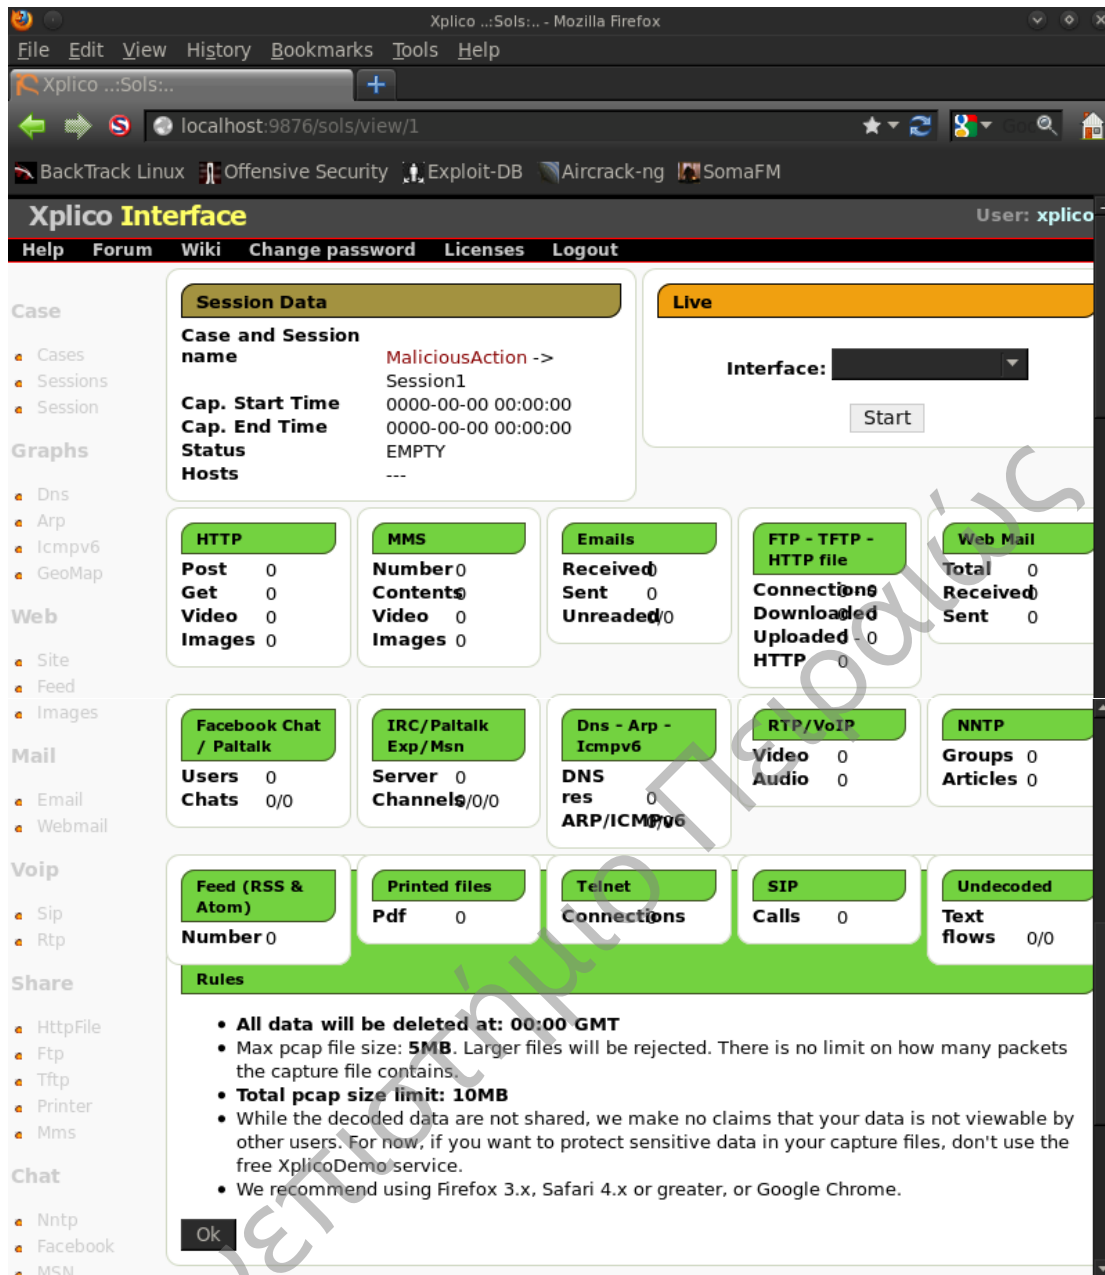 Xplico ..:Sols:.. - Mozilla Firefox
File Edit View History Bookmarks Tools Help
Xplico ..:Sols:..
localhost:9876/sols/view/1
BackTrack Linux Offensive Security Exploit-DB Aircrack-ng SomaFM
Xplico Interface
User: xplico
Help Forum Wiki Change password Licenses Logout
Case
Cases
Sessions
Session
Graphs
Dns
Arp
Icmpv6
GeoMap
Web
Site
Feed
Images
Mail
Email
Webmail
Voip
Sip
Rtp
Share
HttpFile
Ftp
Tftp
Printer
Mms
Chat
Nntp
Facebook
MSN
Session Data
Case and Session
name MaliciousAction ->
Session1
Cap. Start Time 0000-00-00 00:00:00
Cap. End Time 0000-00-00 00:00:00
Status EMPTY
Hosts ---
Live
Interface:
Start
HTTP
Post 0
Get 0
Video 0
Images 0
MMS
Number 0
Contents 0
Video 0
Images 0
Emails
Received 0
Sent 0
Unreaded 0/0
FTP - TFTP -
HTTP file
Connections 0 - 0
Downloaded 0 - 0
Uploaded 0 - 0
HTTP 0
Web Mail
Total 0
Received 0
Sent 0
Facebook Chat
/ Paltalk
Users 0
Chats 0/0
IRC/Paltalk
Exp/Msn
Server 0
Channels 0/0/0
Dns - Arp -
Icmpv6
DNS
res 0
ARP/ICMPv6 0/0
RTP/VoIP
Video 0
Audio 0
NNTP
Groups 0
Articles 0
Feed (RSS &
Atom)
Number 0
Printed files
Pdf 0
Telnet
Connections 0
SIP
Calls 0
Undecoded
Text
flows 0/0
Rules
All data will be deleted at: 00:00 GMT
Max pcap file size: 5MB. Larger files will be rejected. There is no limit on how many packets
the capture file contains.
Total pcap size limit: 10MB
While the decoded data are not shared, we make no claims that your data is not viewable by
other users. For now, if you want to protect sensitive data in your capture files, don't use the
free XplicoDemo service.
We recommend using Firefox 3.x, Safari 4.x or greater, or Google Chrome.
Ok
Πειραιώς